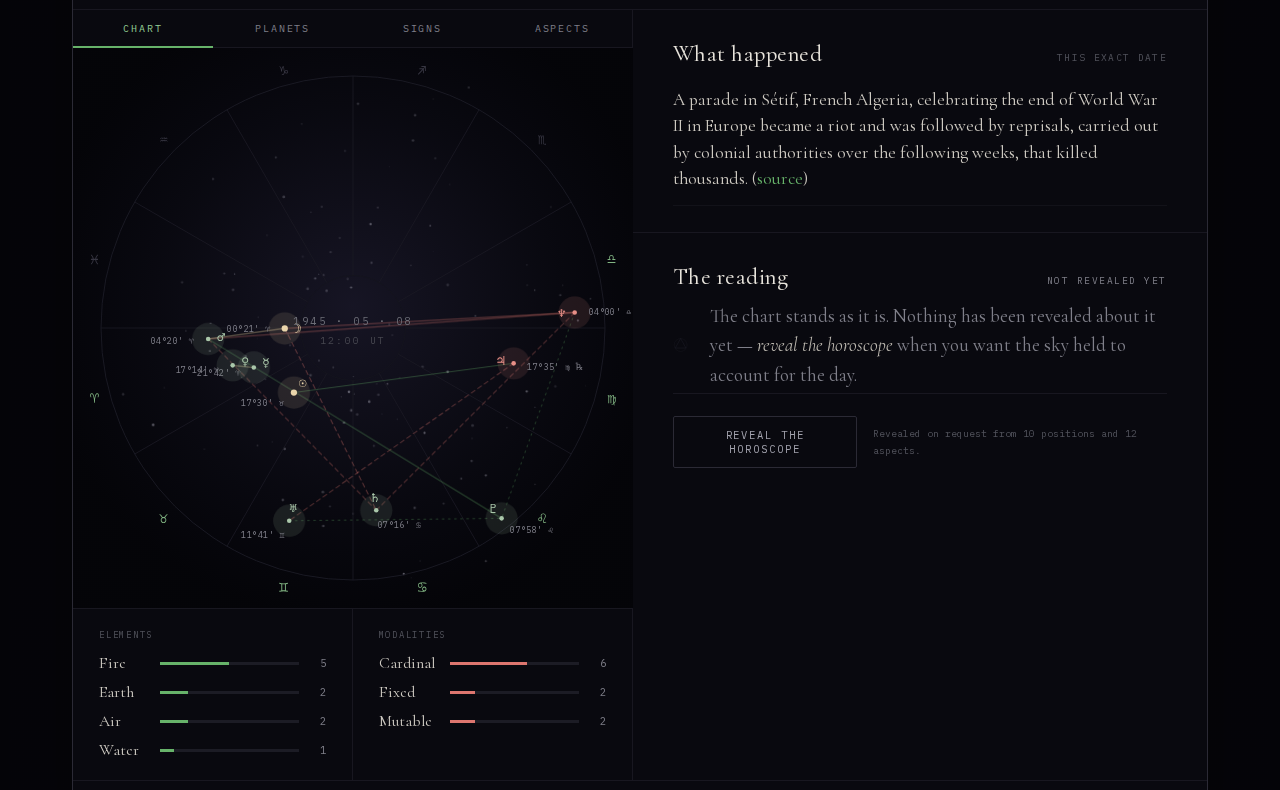 CHART
PLANETS
SIGNS
ASPECTS
What happened
THIS EXACT DATE
A parade in Sétif, French Algeria, celebrating the end of World War
II in Europe became a riot and was followed by reprisals, carried out
by colonial authorities over the following weeks, that killed
thousands. (source)
The reading
NOT REVEALED YET
The chart stands as it is. Nothing has been revealed about it
yet — reveal the horoscope when you want the sky held to
account for the day.
REVEAL THE
HOROSCOPE
Revealed on request from 10 positions and 12
aspects.
1945 · 05 · 08
12:00 UT
00°21' ♈
04°20' ♈
17°14'
21°42'
17°30' ♉
04°00' ♎
17°35' ♍ ℞
11°41' ♊
07°16' ♋
07°58' ♌
ELEMENTS
Fire 5
Earth 2
Air 2
Water 1
MODALITIES
Cardinal 6
Fixed 2
Mutable 2